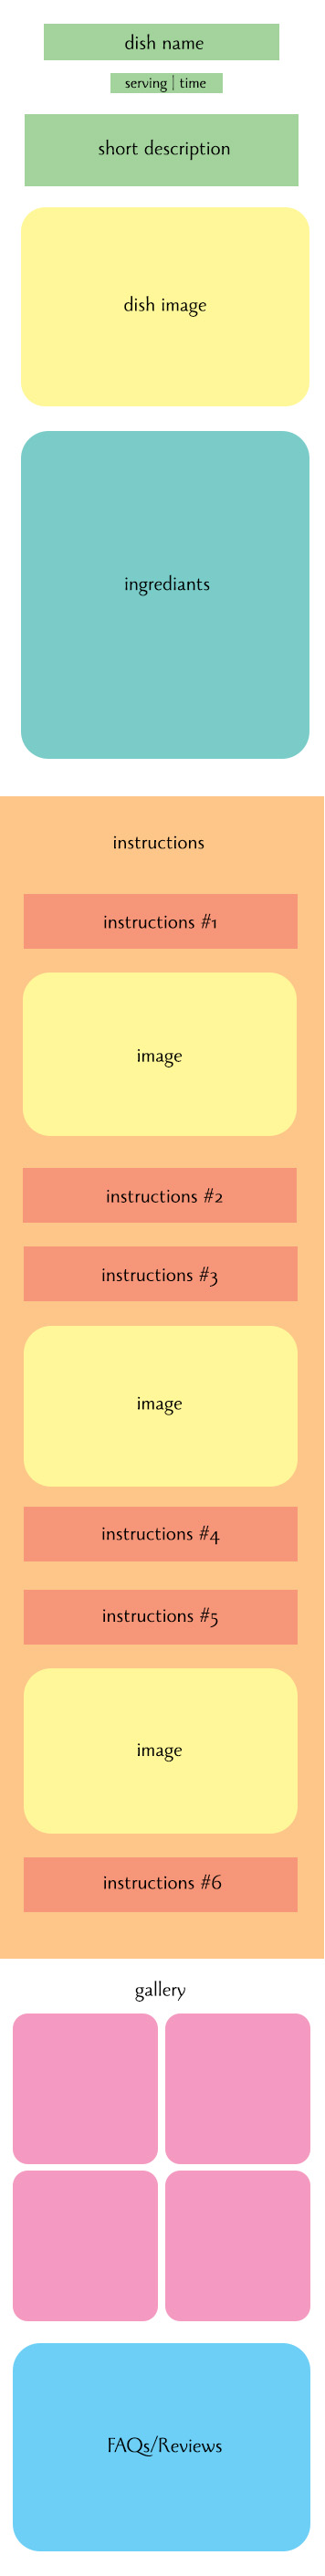 dish name
serving | time
short description
dish image
ingrediants
instructions
instructions #1
image
instructions #2
instructions #3
image
instructions #4
instructions #5
image
instructions #6
gallery
FAQs/Reviews